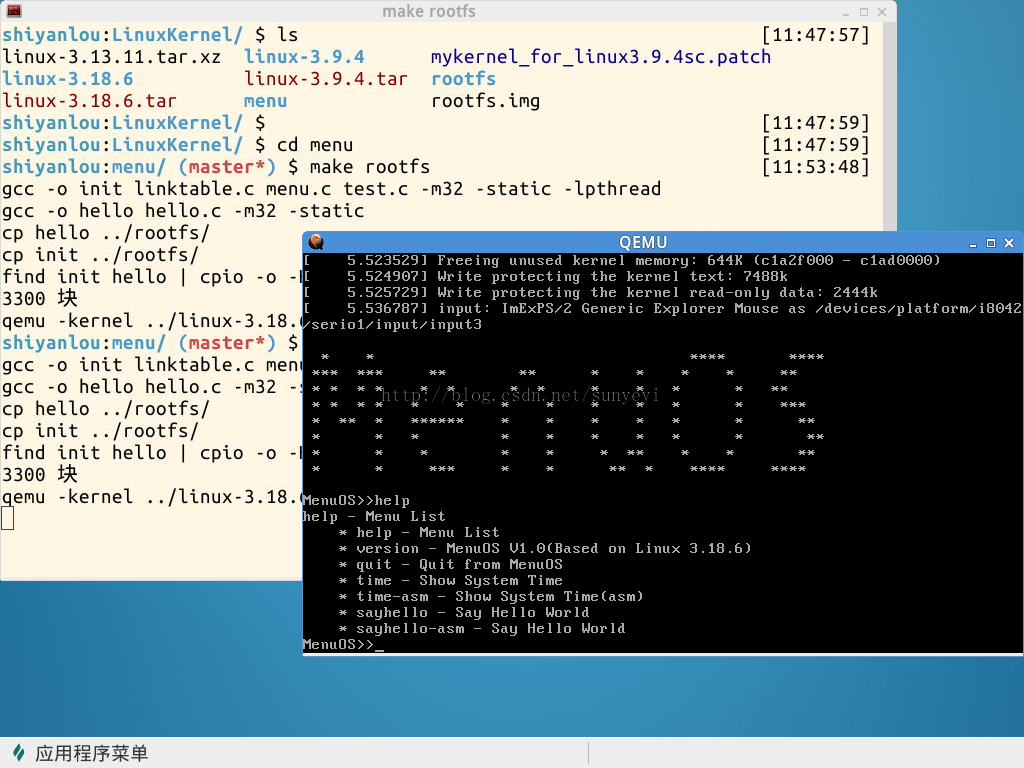 make rootfs
shiyanlou:LinuxKernel/ $ ls [11:47:57]
linux-3.13.11.tar.xz linux-3.9.4 mykernel_for_linux3.9.4sc.patch
linux-3.18.6 linux-3.9.4.tar rootfs
linux-3.18.6.tar menu rootfs.img
shiyanlou:LinuxKernel/ $ [11:47:59]
shiyanlou:LinuxKernel/ $ cd menu [11:47:59]
shiyanlou:menu/ (master*) $ make rootfs [11:53:48]
gcc -o init linktable.c menu.c test.c -m32 -static -lpthread
gcc -o hello hello.c -m32 -static
cp hello ../rootfs/
cp init ../rootfs/
find init hello | cpio -o -
3300 块
qemu -kernel ../linux-3.18.
shiyanlou:menu/ (master*) $
gcc -o init linktable.c men
gcc -o hello hello.c -m32 -
cp hello ../rootfs/
cp init ../rootfs/
find init hello | cpio -o -
3300 块
qemu -kernel ../linux-3.18.
QEMU
[ 5.523529] Freeing unused kernel memory: 644K (c1a2f000 - c1ad0000)
[ 5.524907] Write protecting the kernel text: 7488k
[ 5.525729] Write protecting the kernel read-only data: 2444k
[ 5.536787] input: ImExPS/2 Generic Explorer Mouse as /devices/platform/i8042
/serio1/input/input3
MenuOS
http://blog.csdn.net/sunyeyi
MenuOS>>help
help - Menu List
* help - Menu List
* version - MenuOS V1.0(Based on Linux 3.18.6)
* quit - Quit from MenuOS
* time - Show System Time
* time-asm - Show System Time(asm)
* sayhello - Say Hello World
* sayhello-asm - Say Hello World
MenuOS>>_
应用程序菜单